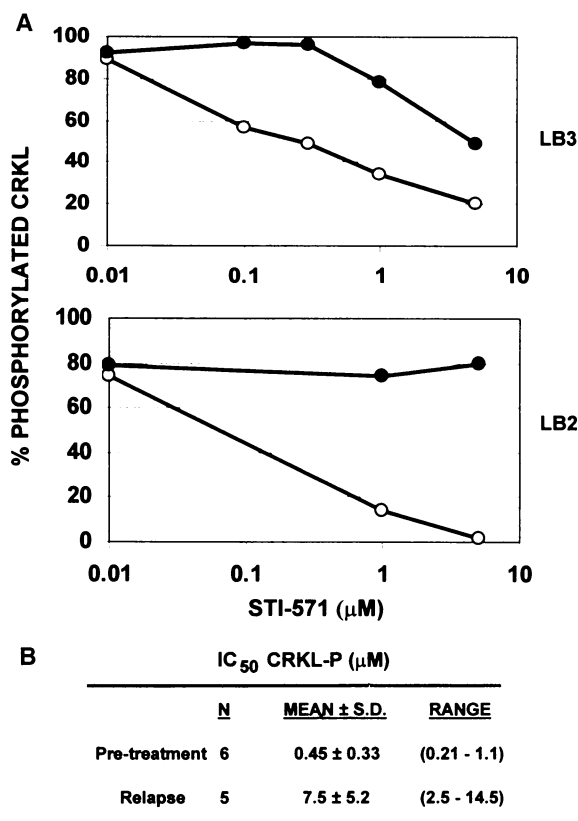 A
% PHOSPHORYLATED CRKL
100
80
60
40
20
0
0.01 0.1 1 10
LB3
100
80
60
40
20
0
0.01 0.1 1 10
LB2
STI-571 (μM)
B
IC50 CRKL-P (μM)
N MEAN ± S.D. RANGE
Pre-treatment 6 0.45 ± 0.33 (0.21 - 1.1)
Relapse 5 7.5 ± 5.2 (2.5 - 14.5)